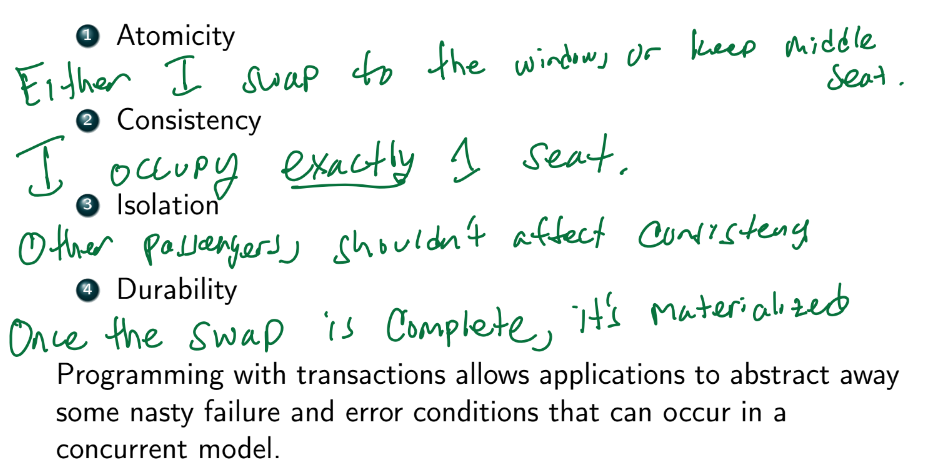 1 Atomicity
Either I swap to the window, or keep middle
seat.
2 Consistency
I occupy exactly 1 seat.
3 Isolation
Other passengers, shouldn't affect consistency
4 Durability
Once the swap is complete, it's materialized
Programming with transactions allows applications to abstract away
some nasty failure and error conditions that can occur in a
concurrent model.